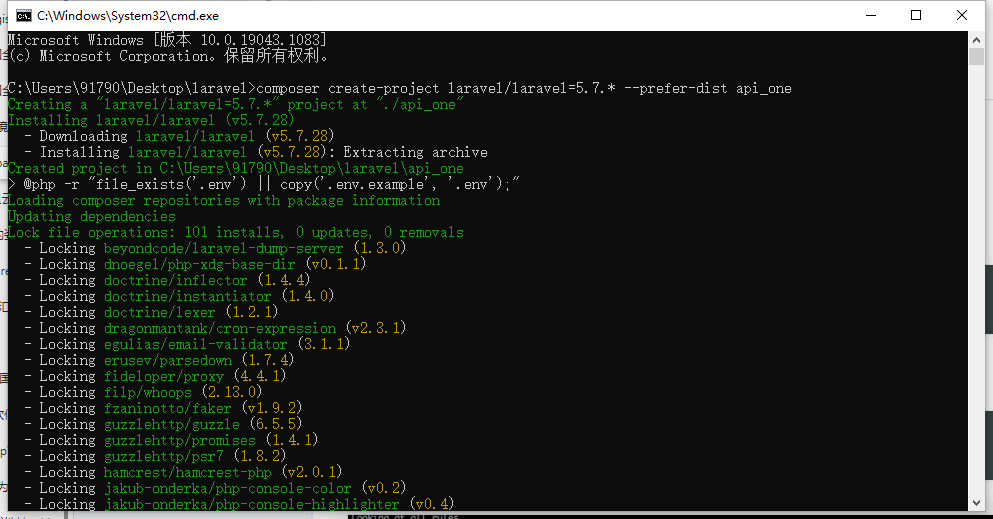 C:\Windows\System32\cmd.exe
Microsoft Windows [版本 10.0.19043.1083]
(c) Microsoft Corporation。保留所有权利。
C:\Users\91790\Desktop\laravel>composer create-project laravel/laravel=5.7.* --prefer-dist api_one
Creating a "laravel/laravel=5.7.*" project at "./api_one"
Installing laravel/laravel (v5.7.28)
- Downloading laravel/laravel (v5.7.28)
- Installing laravel/laravel (v5.7.28): Extracting archive
Created project in C:\Users\91790\Desktop\laravel\api_one
> @php -r "file_exists('.env') || copy('.env.example', '.env');"
Loading composer repositories with package information
Updating dependencies
Lock file operations: 101 installs, 0 updates, 0 removals
- Locking beyondcode/laravel-dump-server (1.3.0)
- Locking dnoegel/php-xdg-base-dir (v0.1.1)
- Locking doctrine/inflector (1.4.4)
- Locking doctrine/instantiator (1.4.0)
- Locking doctrine/lexer (1.2.1)
- Locking dragonmantank/cron-expression (v2.3.1)
- Locking egulias/email-validator (3.1.1)
- Locking erusev/parsedown (1.7.4)
- Locking fideloper/proxy (4.4.1)
- Locking filp/whoops (2.13.0)
- Locking fzaninotto/faker (v1.9.2)
- Locking guzzlehttp/guzzle (6.5.5)
- Locking guzzlehttp/promises (1.4.1)
- Locking guzzlehttp/psr7 (1.8.2)
- Locking hamcrest/hamcrest-php (v2.0.1)
- Locking jakub-onderka/php-console-color (v0.2)
- Locking jakub-onderka/php-console-highlighter (v0.4)